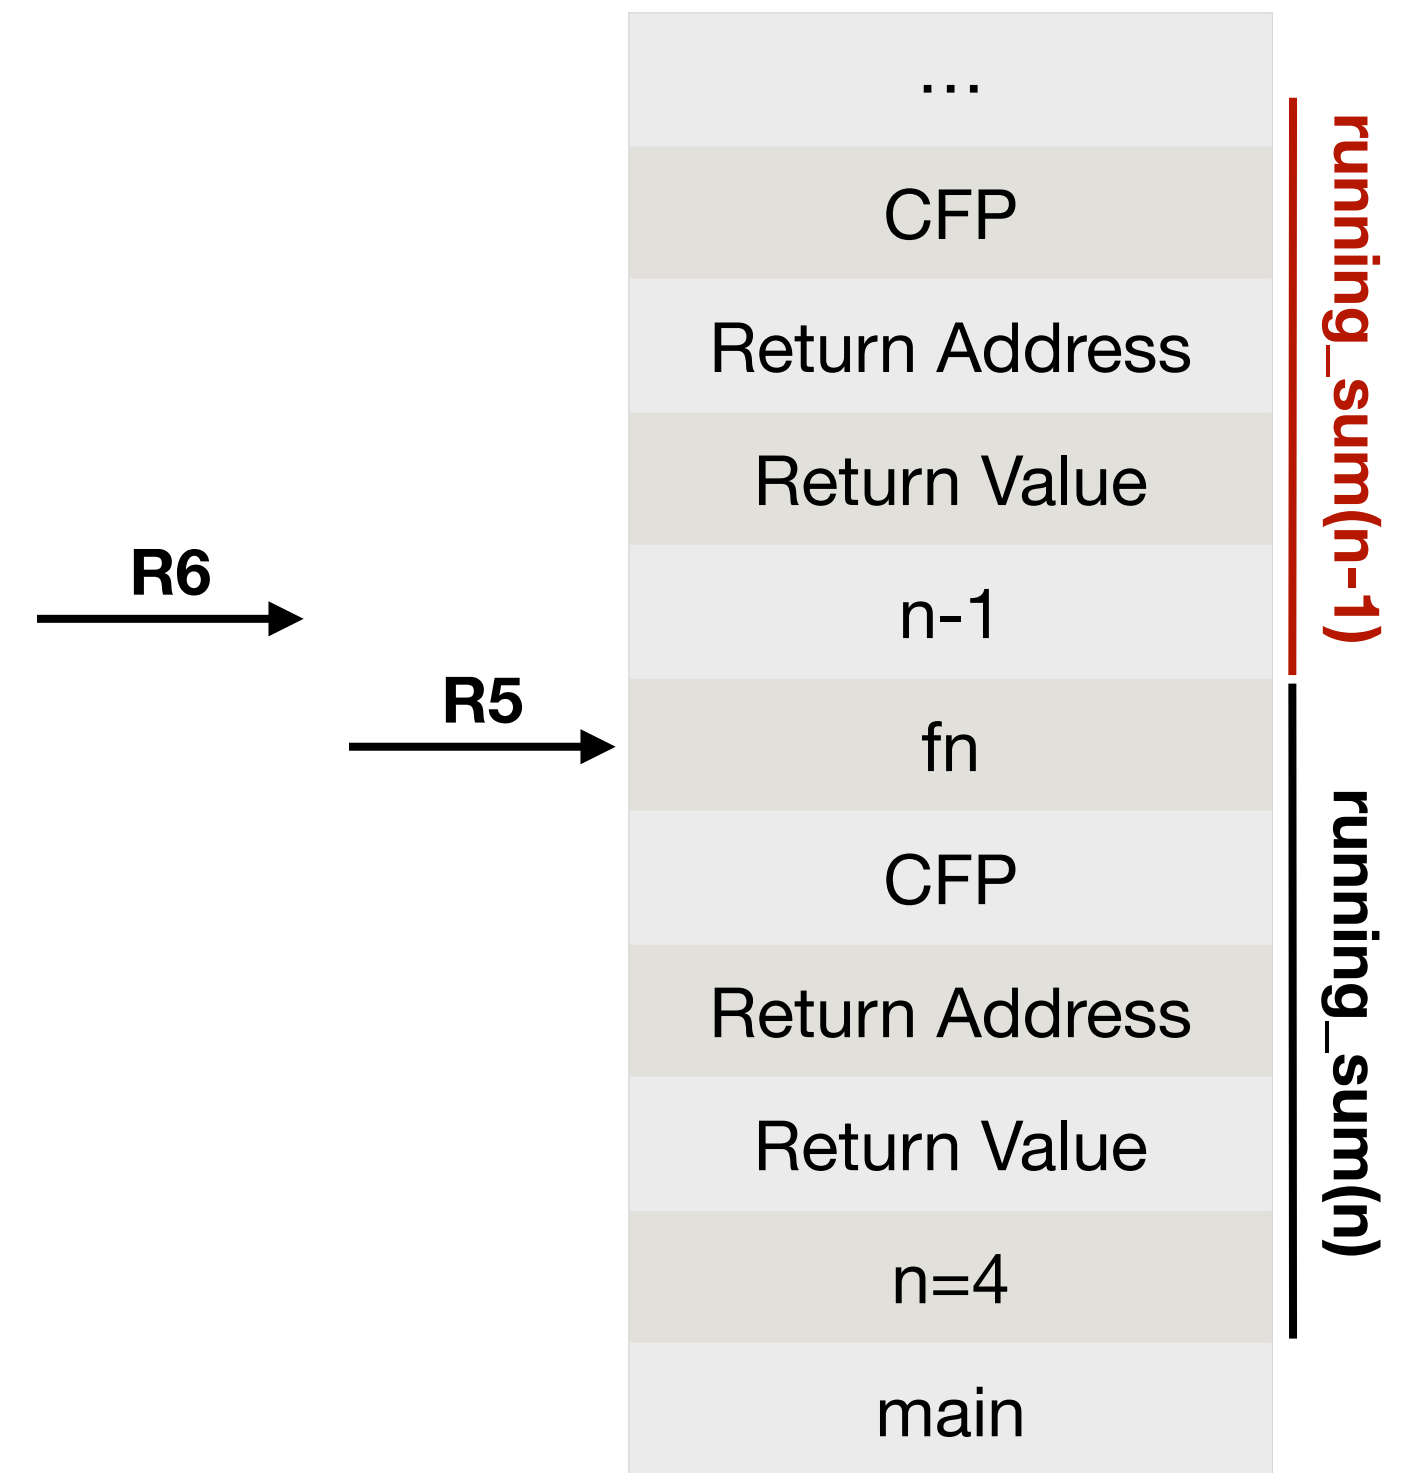 ...
CFP
Return Address
Return Value
R6
n-1
R5
fn
CFP
Return Address
Return Value
n=4
main
running_sum(n-1)
running_sum(n)